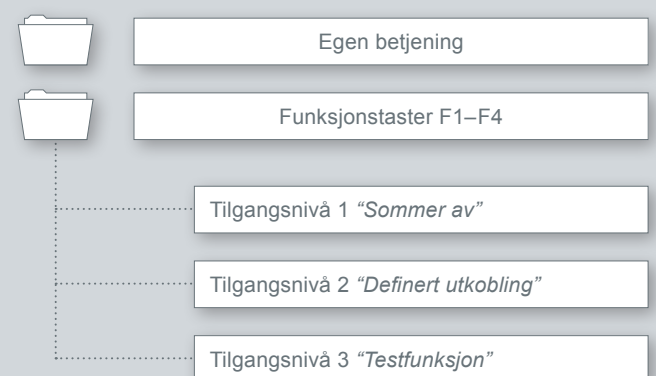 Egen betjening
Funksjonstaster F1–F4
Tilgangsnivå 1 “Sommer av”
Tilgangsnivå 2 “Definert utkobling”
Tilgangsnivå 3 “Testfunksjon”